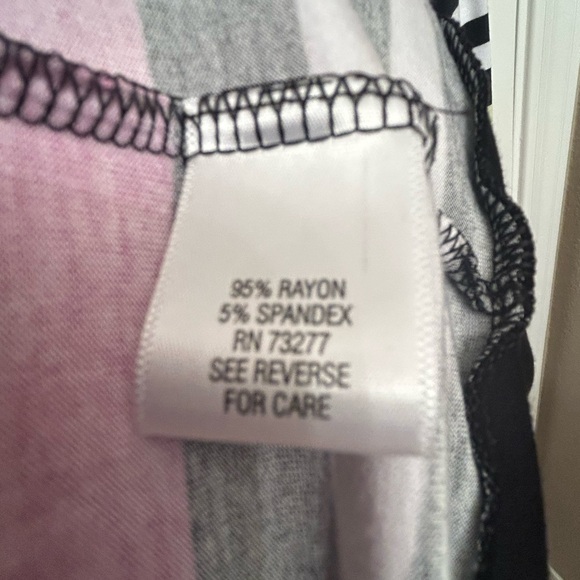 95% RAYON
5% SPANDEX
RN 73277
SEE REVERSE
FOR CARE